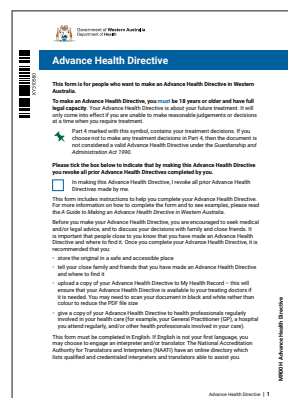 Government of Western Australia
Department of Health
Advance Health Directive
This form is for people who want to make an Advance Health Directive in Western
Australia.
To make an Advance Health Directive, you must be 18 years or older and have full
legal capacity. Your Advance Health Directive is about your future treatment. It will
only come into effect if you are unable to make reasonable judgements or decisions
at a time when you require treatment.
Part 4 marked with this symbol, contains your treatment decisions. If you
choose not to make any treatment decisions in Part 4, then the document is
not considered a valid Advance Health Directive under the Guardianship and
Administration Act 1990.
Please tick the box below to indicate that by making this Advance Health Directive
you revoke all prior Advance Health Directives completed by you.
In making this Advance Health Directive, I revoke all prior Advance Health
Directives made by me.
This form includes instructions to help you complete your Advance Health Directive.
For more information on how to complete the form and to see examples, please read
the A Guide to Making an Advance Health Directive in Western Australia.
Before you make your Advance Health Directive, you are encouraged to seek medical
and/or legal advice, and to discuss your decisions with family and close friends. It
is important that people close to you know that you have made an Advance Health
Directive and where to find it. Once you complete your Advance Health Directive, it is
recommended that you:
• store the original in a safe and accessible place
• tell your close family and friends that you have made an Advance Health Directive
and where to find it
• upload a copy of your Advance Health Directive to My Health Record – this will
ensure that your Advance Health Directive is available to your treating doctors if
it is needed. You may need to scan your document in black and white rather than
colour to reduce the PDF file size
• give a copy of your Advance Health Directive to health professionals regularly
involved in your health care (for example, your General Practitioner (GP), a hospital
you attend regularly, and/or other health professionals involved in your care).
This form must be completed in English. If English is not your first language, you
may choose to engage an interpreter and/or translator. The National Accreditation
Authority for Translators and Interpreters (NAATI) have an online directory which
lists qualified and credentialed interpreters and translators able to assist you.
Advance Health Directive | 1